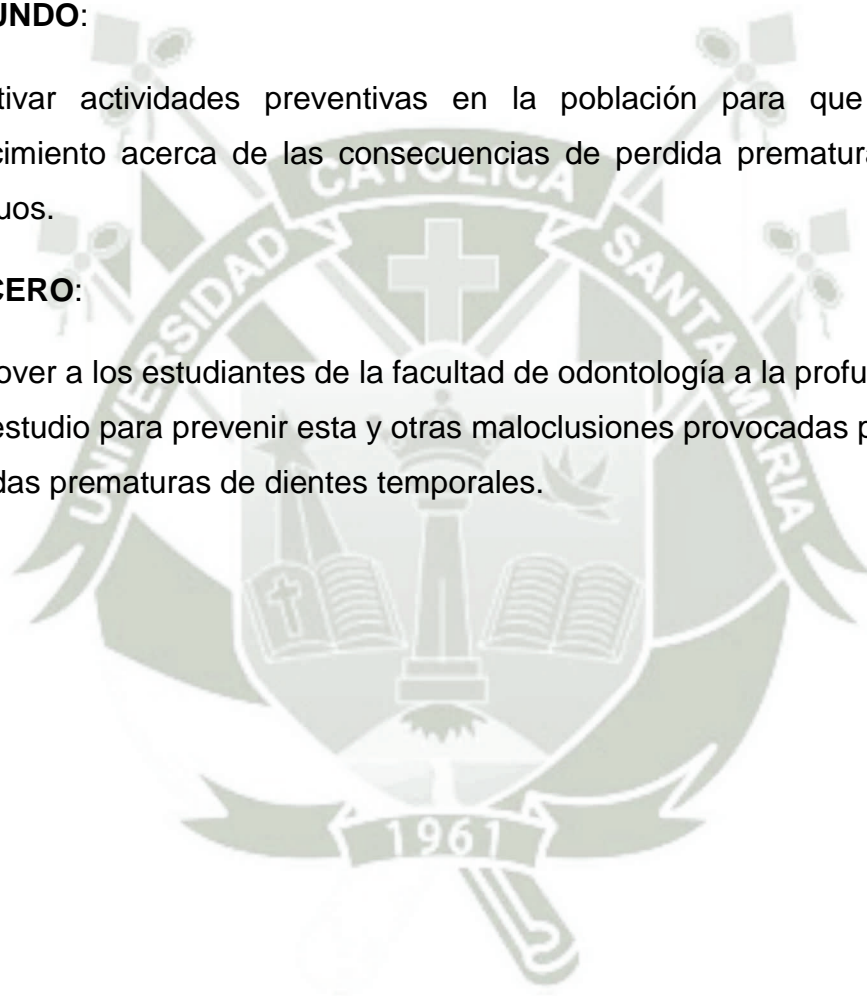 UNDO:
tivar actividades preventivas en la población para que
cimiento acerca de las consecuencias de perdida prematura
uos.
CERO:
over a los estudiantes de la facultad de odontología a la profu
estudio para prevenir esta y otras maloclusiones provocadas p
das prematuras de dientes temporales.
UNIVERSIDAD CATOLICA SANTA MARIA
1961